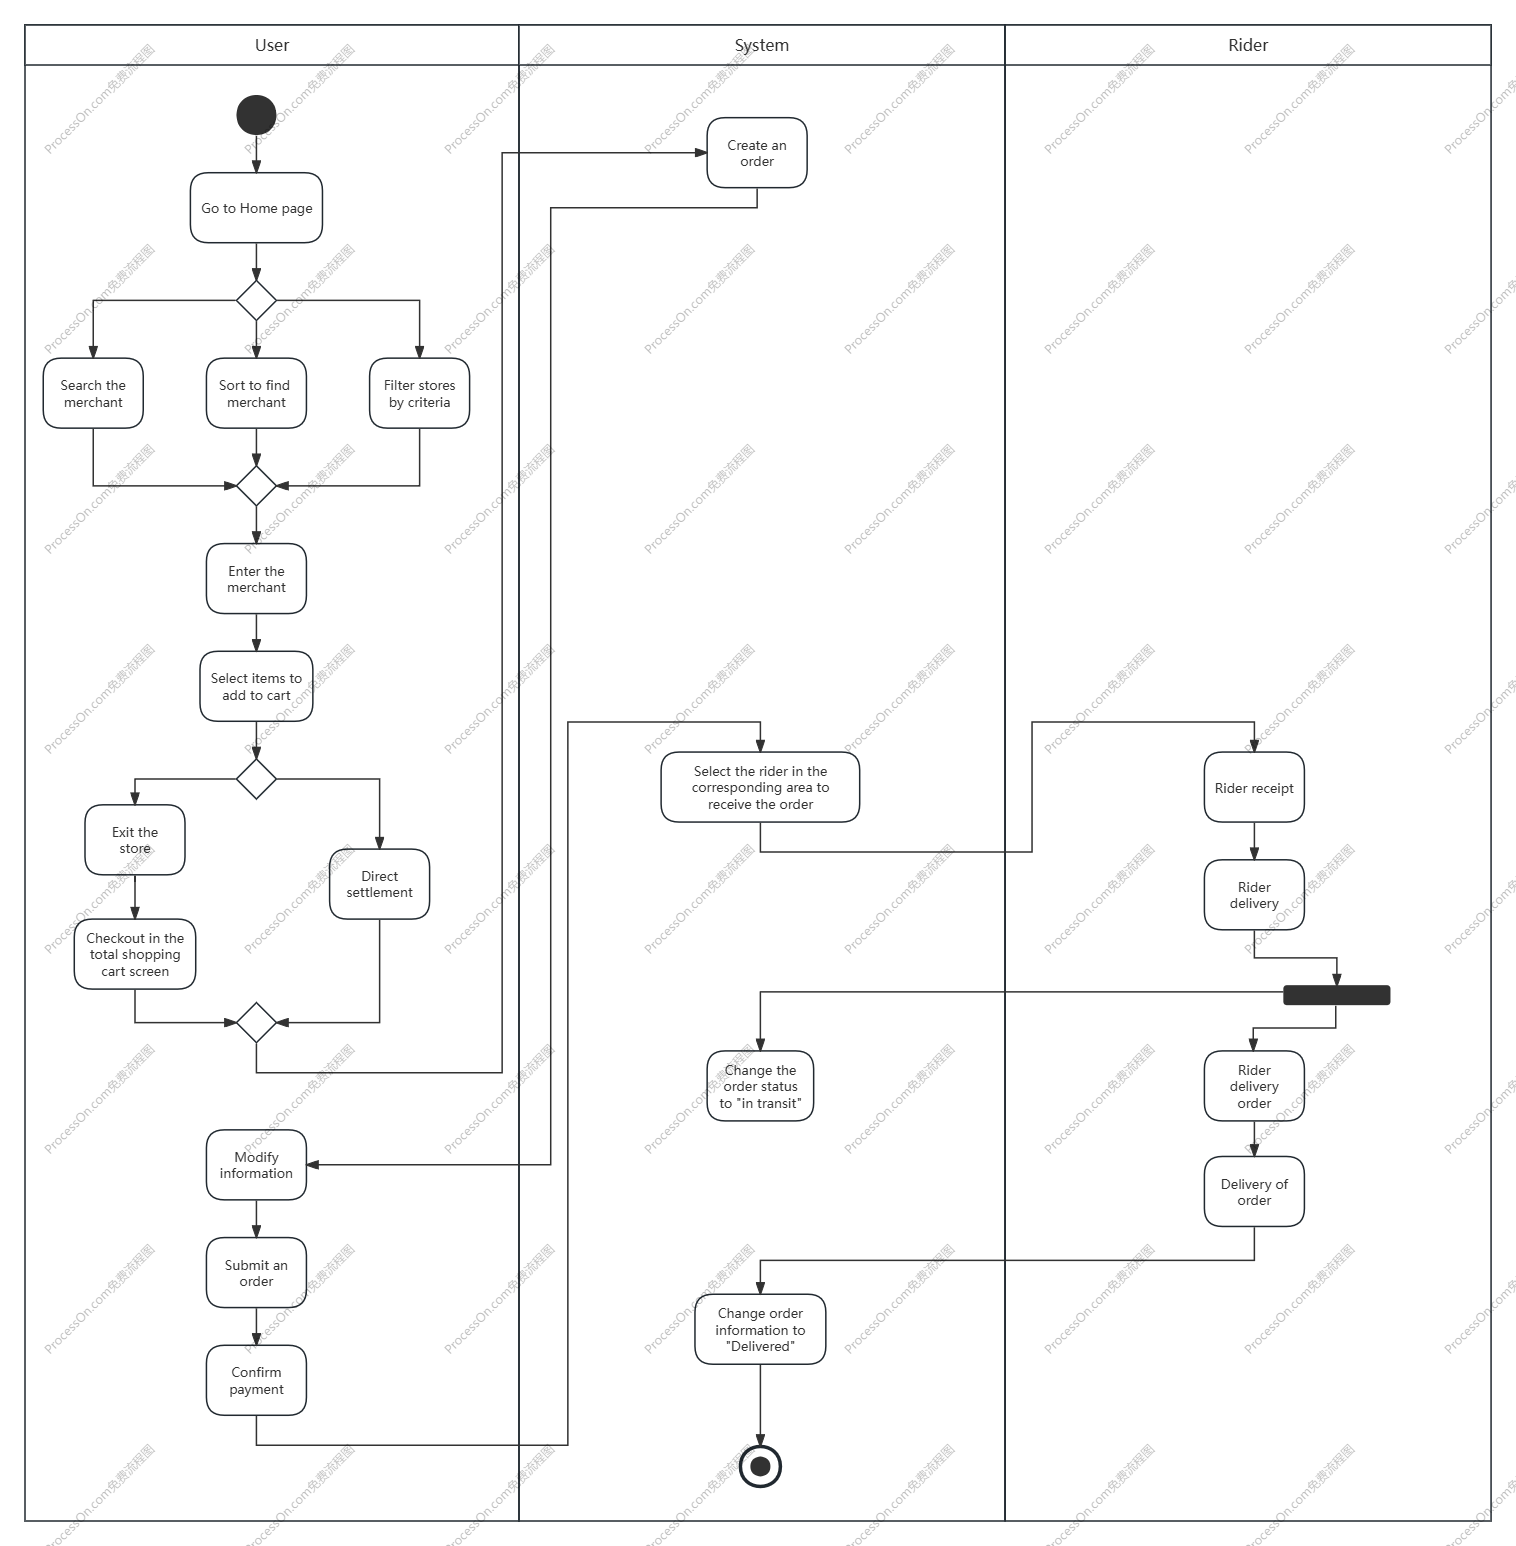 User
System
Rider
Create an
order
Go to Home page
Search the
merchant
Sort to find
merchant
Filter stores
by criteria
Enter the
merchant
Select items to
add to cart
Exit the
store
Direct
settlement
Checkout in the
total shopping
cart screen
Select the rider in the
corresponding area to
receive the order
Rider receipt
Rider
delivery
Change the
order status
to "in transit"
Rider
delivery
order
Modify
information
Delivery of
order
Submit an
order
Change order
information to
"Delivered"
Confirm
payment
ProcessOn.com免费流程图